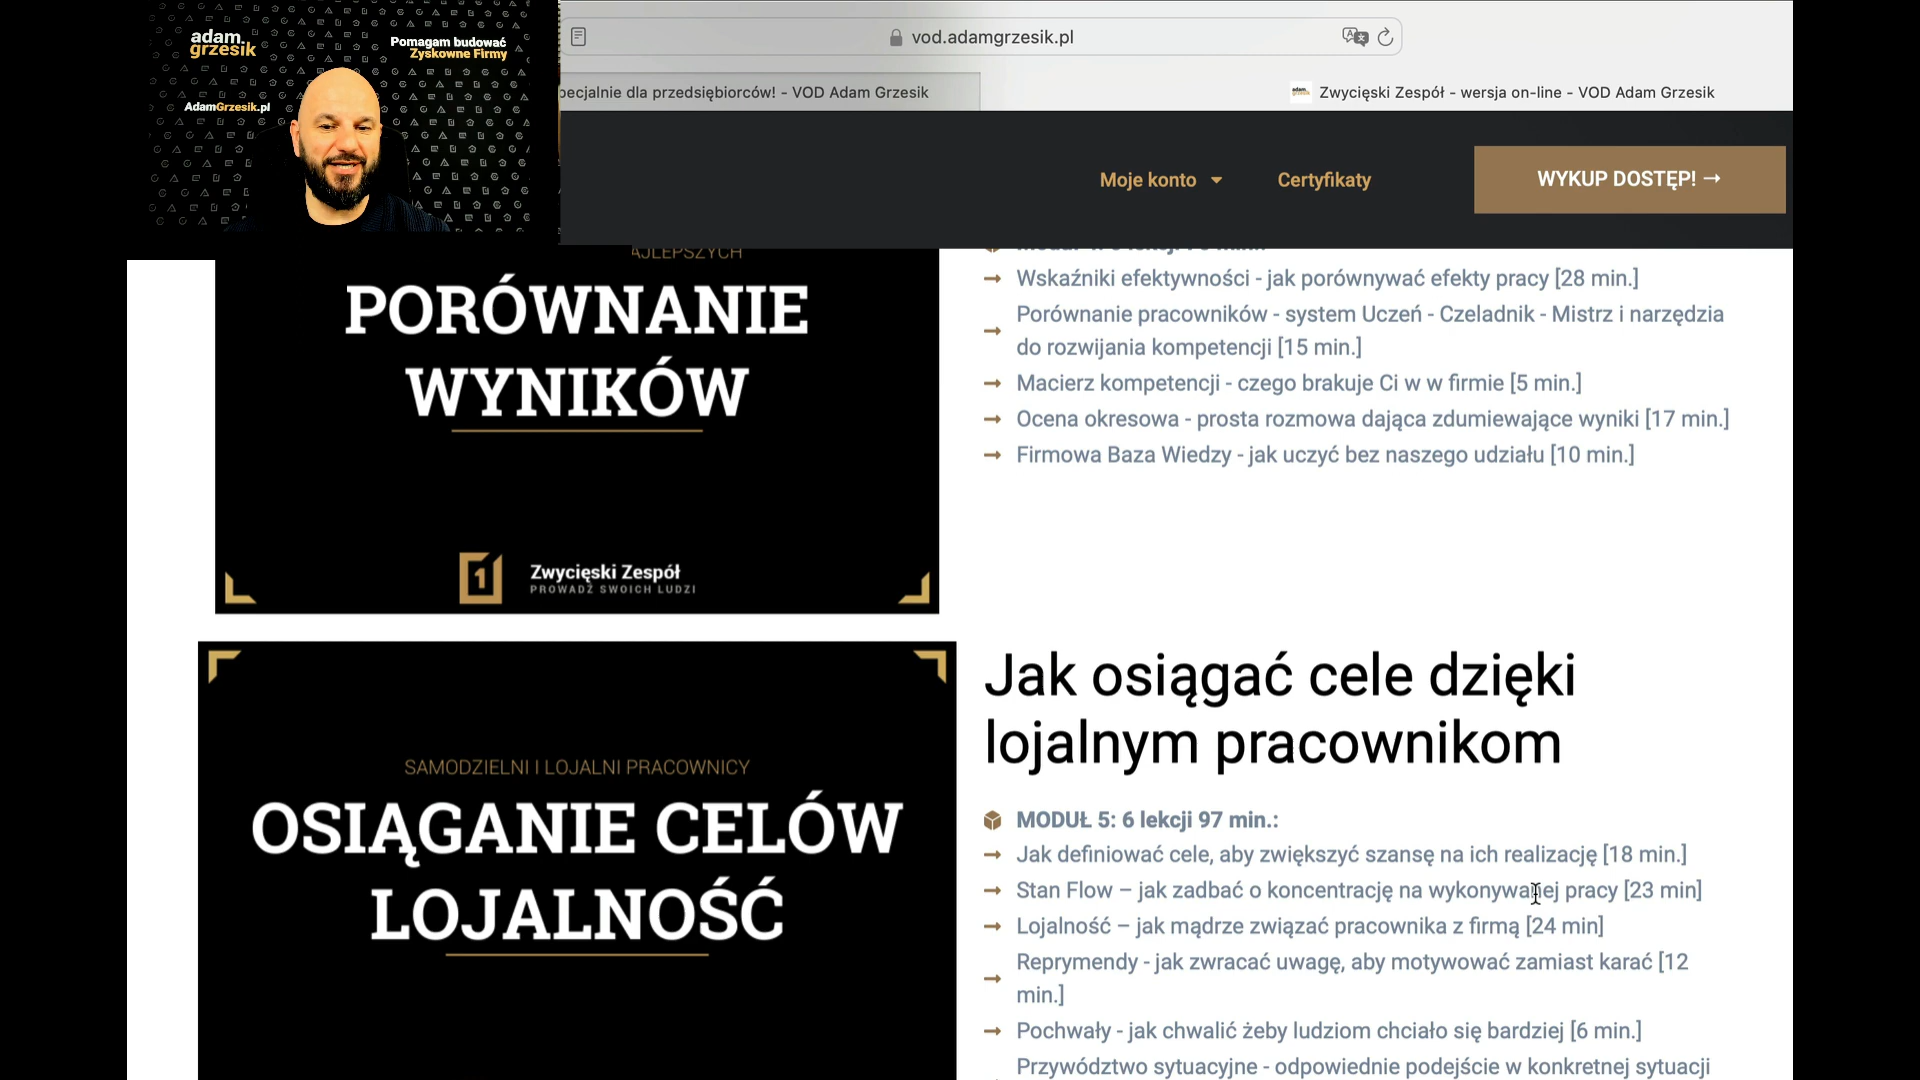 adam.
grzesik
Pomagam budować
Zyskowne Firmy
AdamGrzesik.pl
vod.adamgrzesik.pl
pecjalnie dla przedsiębiorców! - VOD Adam Grzesik
Zwycięski Zespół - wersja on-line - VOD Adam Grzesik
Moje konto
Certyfikaty
WYKUP DOSTĘP! →
AJLEPSZYCH
PORÓWNANIE
WYNIKÓW
Zwycięski Zespół
PROWADŹ SWOICH LUDZI
→ Wskaźniki efektywności - jak porównywać efekty pracy [28 min.]
→ Porównanie pracowników - system Uczeń - Czeladnik - Mistrz i narzędzia
do rozwijania kompetencji [15 min.]
→ Macierz kompetencji - czego brakuje Ci w w firmie [5 min.]
→ Ocena okresowa - prosta rozmowa dająca zdumiewające wyniki [17 min.]
→ Firmowa Baza Wiedzy - jak uczyć bez naszego udziału [10 min.]
SAMODZIELNI I LOJALNI PRACOWNICY
OSIĄGANIE CELÓW
LOJALNOŚĆ
Jak osiągać cele dzięki
lojalnym pracownikom
MODUŁ 5: 6 lekcji 97 min.:
→ Jak definiować cele, aby zwiększyć szansę na ich realizację [18 min.]
→ Stan Flow – jak zadbać o koncentrację na wykonywanej pracy [23 min]
→ Lojalność – jak mądrze związać pracownika z firmą [24 min]
→ Reprymendy - jak zwracać uwagę, aby motywować zamiast karać [12
min.]
→ Pochwały - jak chwalić żeby ludziom chciało się bardziej [6 min.]
Przywództwo sytuacyjne - odpowiednie podejście w konkretnej sytuacji